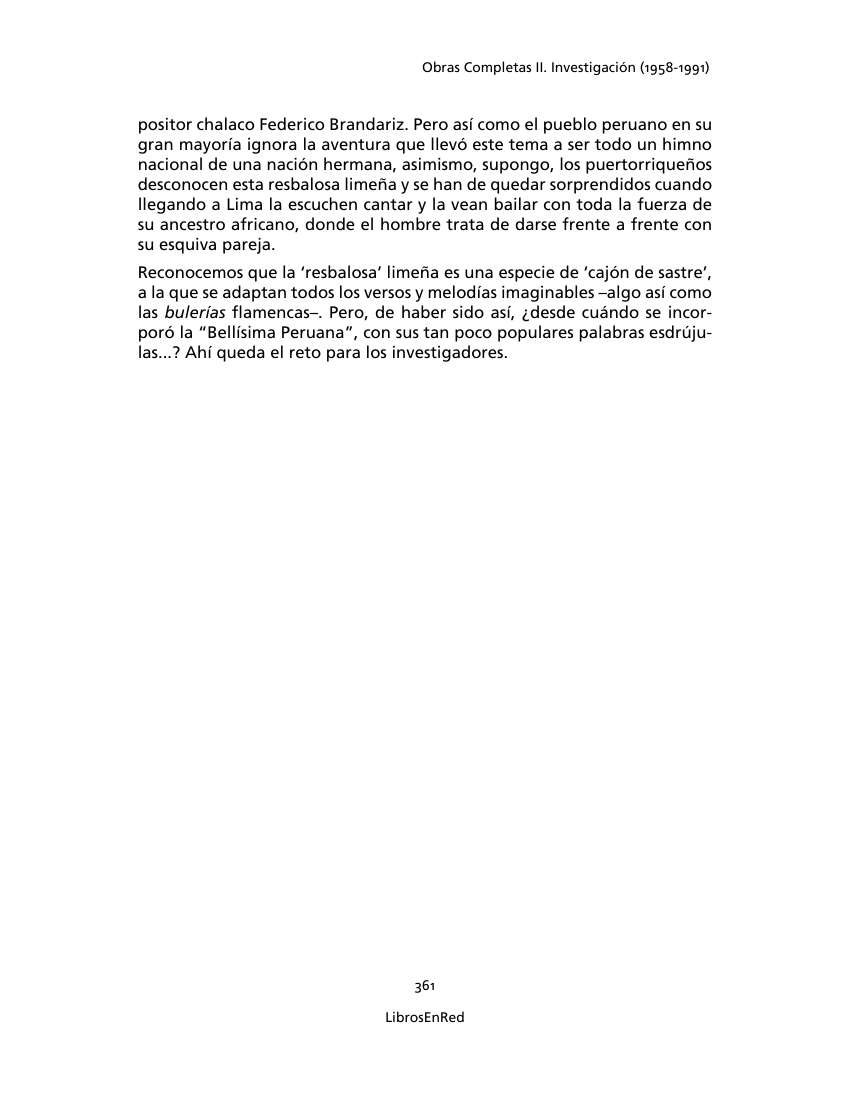 Obras Completas II. Investigación (1958-1991)
positor chalaco Federico Brandariz. Pero así como el pueblo peruano en su
gran mayoría ignora la aventura que llevó este tema a ser todo un himno
nacional de una nación hermana, asimismo, supongo, los puertorriqueños
desconocen esta resbalosa limeña y se han de quedar sorprendidos cuando
llegando a Lima la escuchen cantar y la vean bailar con toda la fuerza de
su ancestro africano, donde el hombre trata de darse frente a frente con
su esquiva pareja.
Reconocemos que la ‘resbalosa’ limeña es una especie de ‘cajón de sastre’,
a la que se adaptan todos los versos y melodías imaginables –algo así como
las bulerías flamencas–. Pero, de haber sido así, ¿desde cuándo se incor-
poró la “Bellísima Peruana”, con sus tan poco populares palabras esdrúju-
las...? Ahí queda el reto para los investigadores.
361
LibrosEnRed